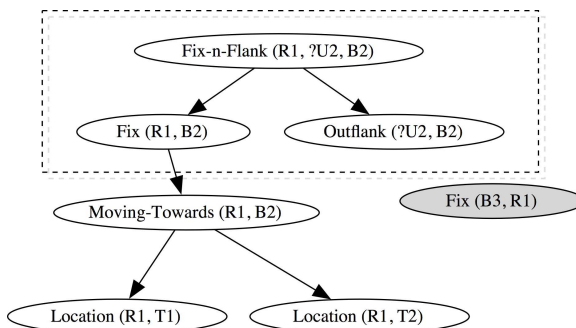 Fix-n-Flank (R1, ?U2, B2)
Fix (R1, B2)
Outflank (?U2, B2)
Moving-Towards (R1, B2)
Fix (B3, R1)
Location (R1, T1)
Location (R1, T2)